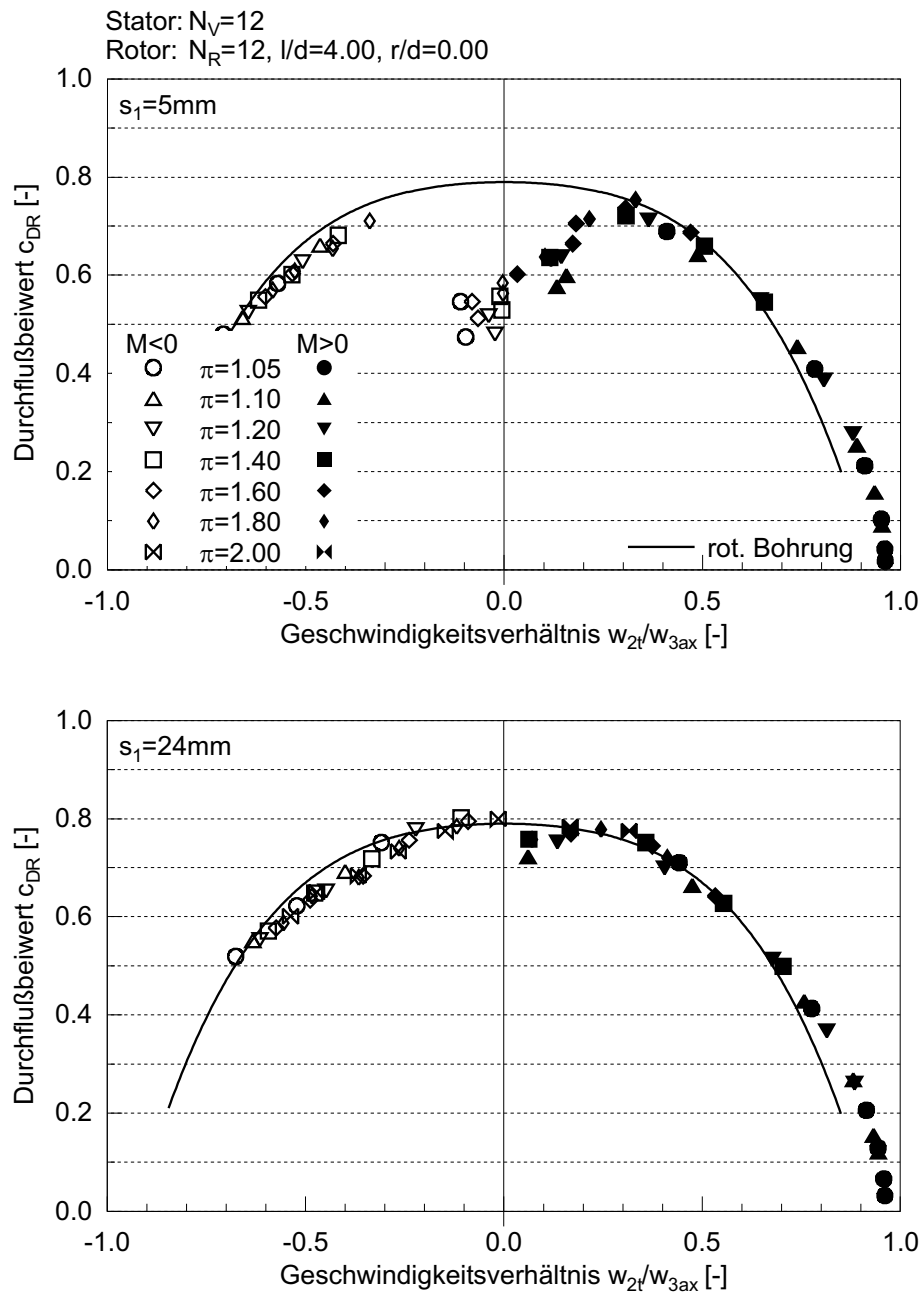 Stator: N_V=12
Rotor: N_R=12, l/d=4.00, r/d=0.00
1.0
s_1=5mm
0.8
0.6
0.4
0.2
0.0
Durchflußbeiwert c_DR [-]
M<0 M>0
π=1.05
π=1.10
π=1.20
π=1.40
π=1.60
π=1.80
π=2.00
rot. Bohrung
-1.0 -0.5 0.0 0.5 1.0
Geschwindigkeitsverhältnis w_2t/w_3ax [-]
1.0
s_1=24mm
0.8
0.6
0.4
0.2
0.0
Durchflußbeiwert c_DR [-]
-1.0 -0.5 0.0 0.5 1.0
Geschwindigkeitsverhältnis w_2t/w_3ax [-]